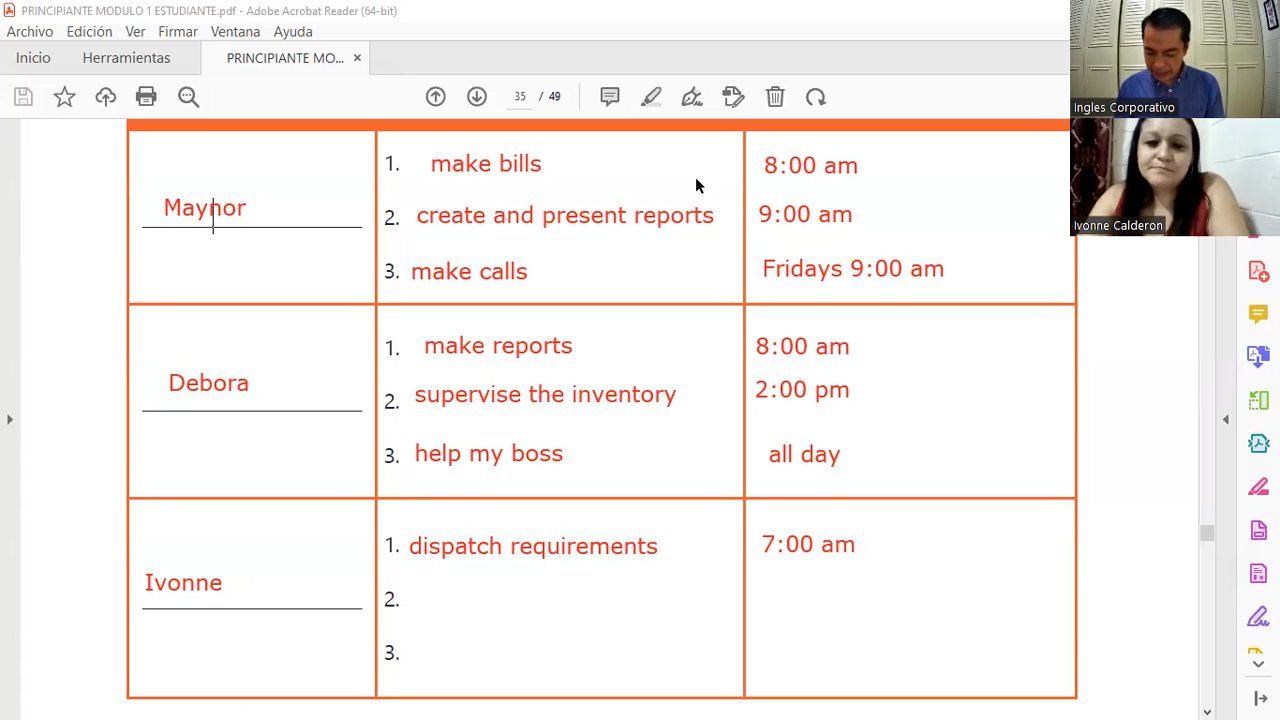 PRINCIPIANTE MODULO 1 ESTUDIANTE.pdf - Adobe Acrobat Reader (64-bit)
Archivo Edición Ver Firmar Ventana Ayuda
Inicio Herramientas PRINCIPIANTE MO... ×
35 / 49
Ingles Corporativo
Ivonne Calderon
Maynor
1. make bills 8:00 am
2. create and present reports 9:00 am
3. make calls Fridays 9:00 am
Debora
1. make reports 8:00 am
2. supervise the inventory 2:00 pm
3. help my boss all day
Ivonne
1. dispatch requirements 7:00 am
2.
3.